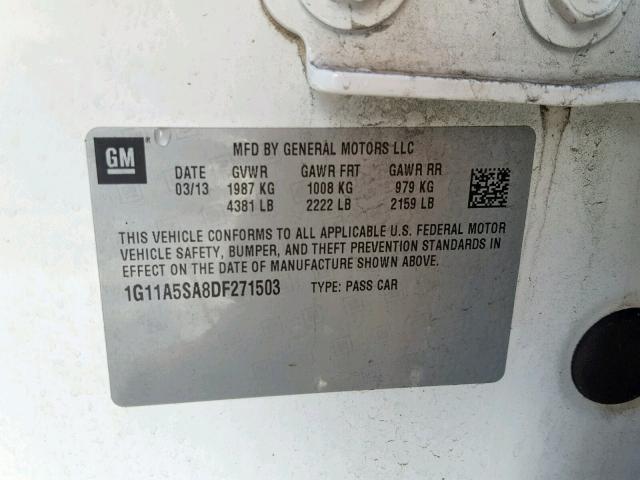 GM
MFD BY GENERAL MOTORS LLC
DATE GVWR GAWR FRT GAWR RR
03/13 1987 KG 1008 KG 979 KG
4381 LB 2222 LB 2159 LB
THIS VEHICLE CONFORMS TO ALL APPLICABLE U.S. FEDERAL MOTOR
VEHICLE SAFETY, BUMPER, AND THEFT PREVENTION STANDARDS IN
EFFECT ON THE DATE OF MANUFACTURE SHOWN ABOVE.
1G11A5SA8DF271503 TYPE: PASS CAR